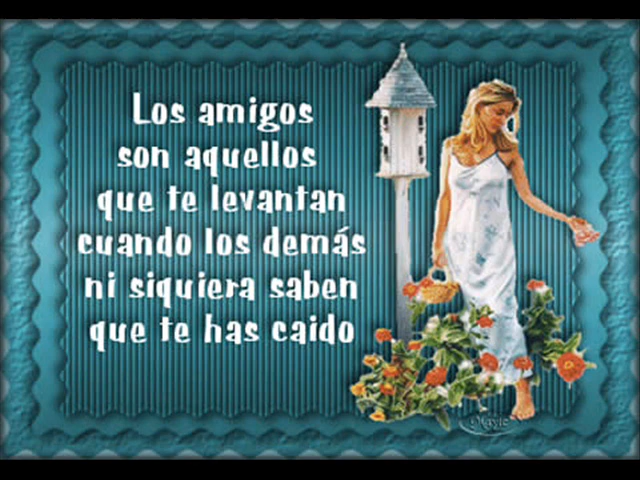 Los amigos
son aquellos
que te levantan
cuando los demás
ni siquiera saben
que te has caido